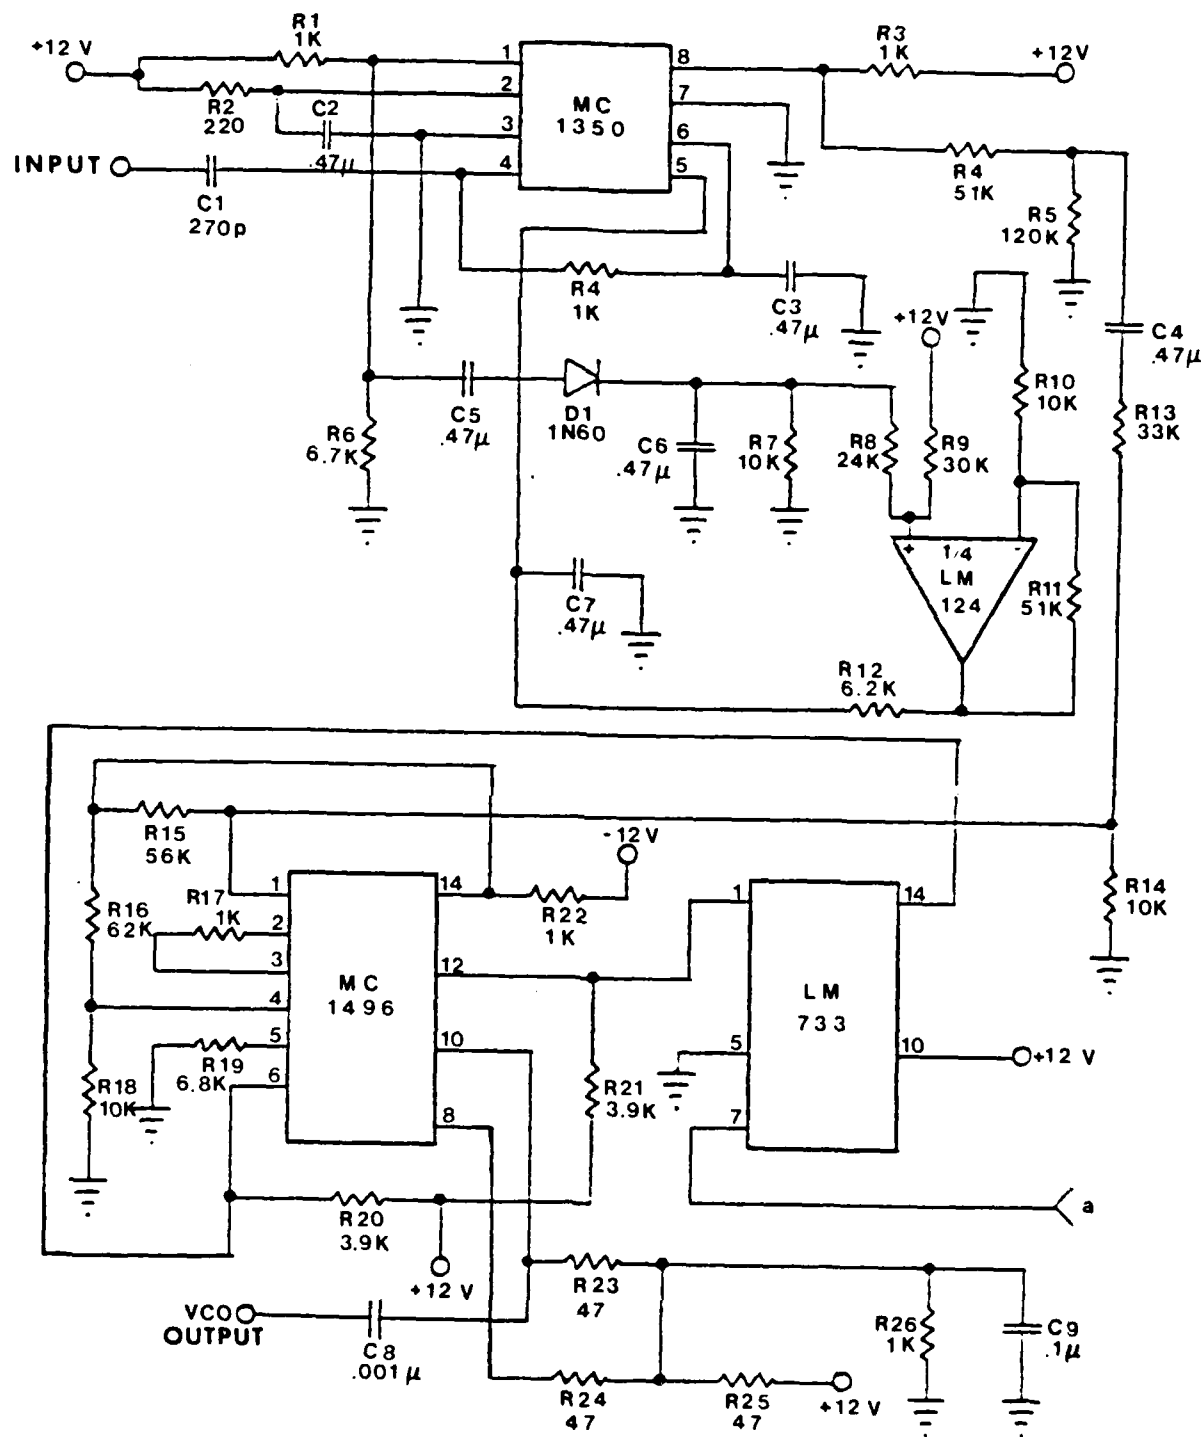 +12 V
R1
1K
R2
220
C2
.47μ
INPUT
C1
270p
1
2
3
4
MC
1350
8
7
6
5
R3
1K
+12V
R4
51K
R5
120K
R4
1K
C3
.47μ
+12V
C4
.47μ
R10
10K
R13
33K
C5
.47μ
D1
1N60
R6
6.7K
C6
.47μ
R7
10K
R8
24K
R9
30K
+
-
1/4
LM
124
R11
51K
C7
.47μ
R12
6.2K
R15
56K
-12 V
R16
62K
R17
1K
1
2
3
4
5
6
MC
1496
14
12
10
8
R22
1K
1
5
7
LM
733
14
10
R14
10K
+12 V
R18
10K
R19
6.8K
R21
3.9K
a
R20
3.9K
+12 V
VCO
OUTPUT
C8
.001μ
R23
47
R24
47
R25
47
+12 V
R26
1K
C9
.1μ